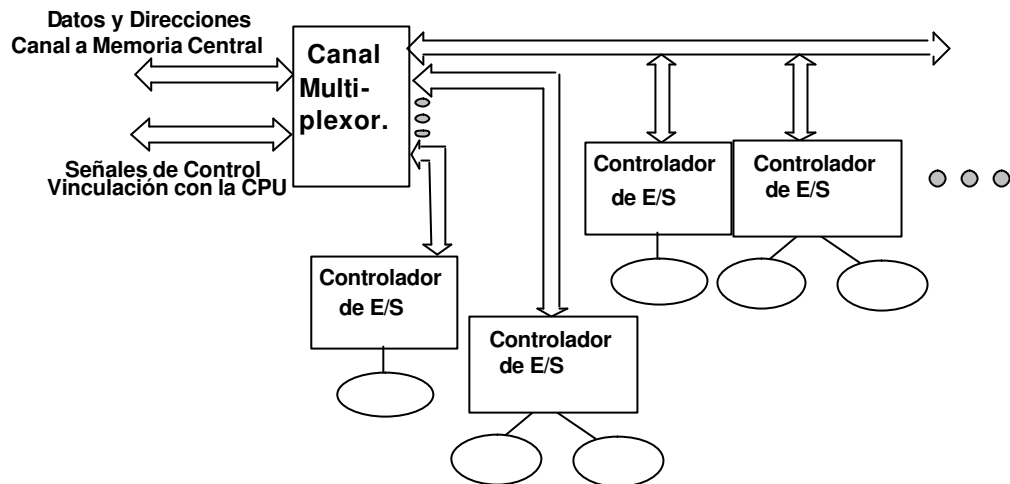 Datos y Direcciones
Canal a Memoria Central
Canal
Multi-
plexor.
Señales de Control
Vinculación con la CPU
Controlador
de E/S
Controlador
de E/S
Controlador
de E/S
Controlador
de E/S